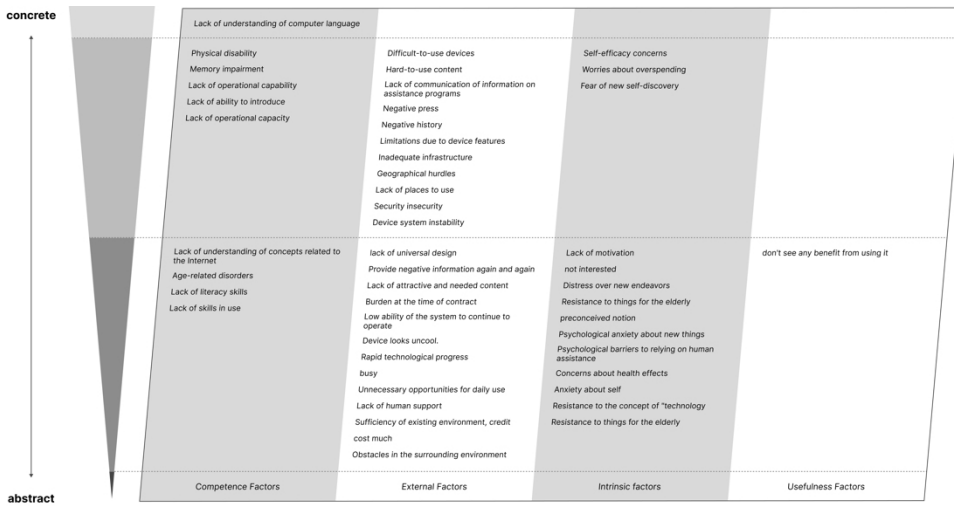 concrete
Lack of understanding of computer language
Physical disability
Memory impairment
Lack of operational capability
Lack of ability to introduce
Lack of operational capacity
Difficult-to-use devices
Hard-to-use content
Lack of communication of information on
assistance programs
Negative press
Negative history
Limitations due to device features
Inadequate infrastructure
Geographical hurdles
Lack of places to use
Security insecurity
Device system instability
Self-efficacy concerns
Worries about overspending
Fear of new self-discovery
Lack of understanding of concepts related to
the Internet
Age-related disorders
Lack of literacy skills
Lack of skills in use
lack of universal design
Provide negative information again and again
Lack of attractive and needed content
Burden at the time of contract
Low ability of the system to continue to
operate
Device looks uncool.
Rapid technological progress
busy
Unnecessary opportunities for daily use
Lack of human support
Sufficiency of existing environment, credit
cost much
Obstacles in the surrounding environment
Lack of motivation
not interested
Distress over new endeavors
Resistance to things for the elderly
preconceived notion
Psychological anxiety about new things
Psychological barriers to relying on human
assistance
Concerns about health effects
Anxiety about self
Resistance to the concept of "technology
Resistance to things for the elderly
don't see any benefit from using it
abstract
Competence Factors
External Factors
Intrinsic factors
Usefulness Factors